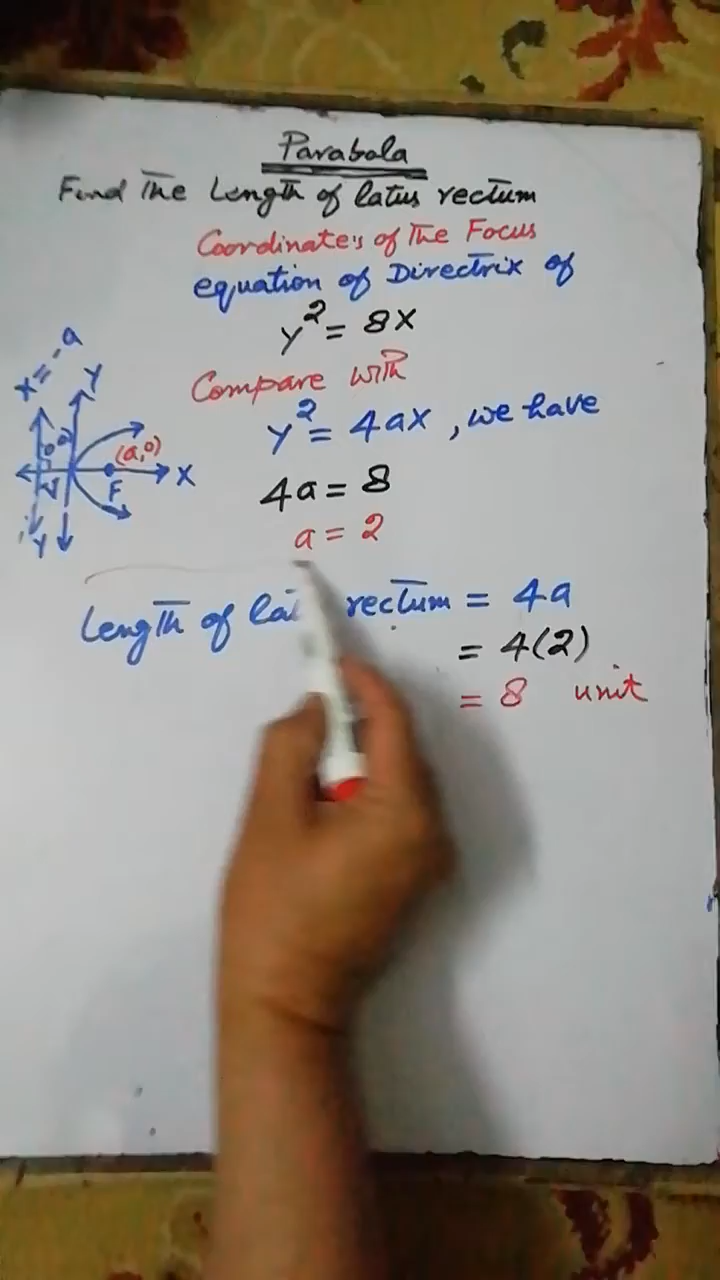 Parabola
Find The Length of latus rectum
Coordinate's of The Focus
equation of Directrix of
y² = 8x
Compare with
y² = 4ax, we have
4a = 8
a = 2
x = -a
Y
(a,0)
X
F
Y
Length of rectum = 4a
= 4(2)
= 8 unit